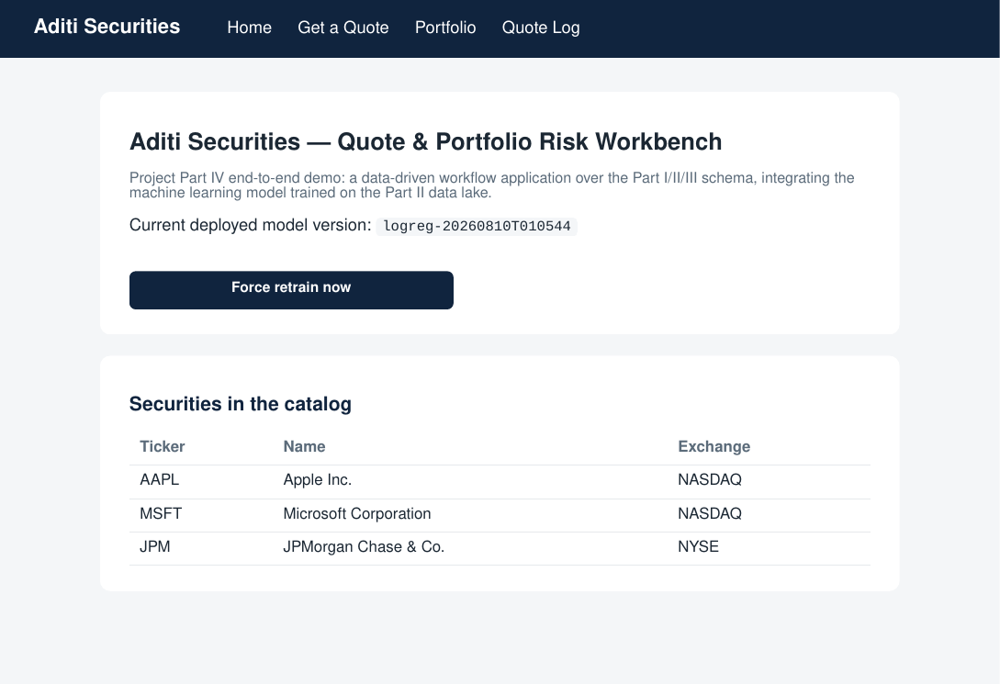 Aditi Securities Home Get a Quote Portfolio Quote Log
Aditi Securities — Quote & Portfolio Risk Workbench
Project Part IV end-to-end demo: a data-driven workflow application over the Part I/II/III schema, integrating the
machine learning model trained on the Part II data lake.
Current deployed model version: logreg-20260810T010544
Force retrain now
Securities in the catalog
Ticker Name Exchange
AAPL Apple Inc. NASDAQ
MSFT Microsoft Corporation NASDAQ
JPM JPMorgan Chase & Co. NYSE